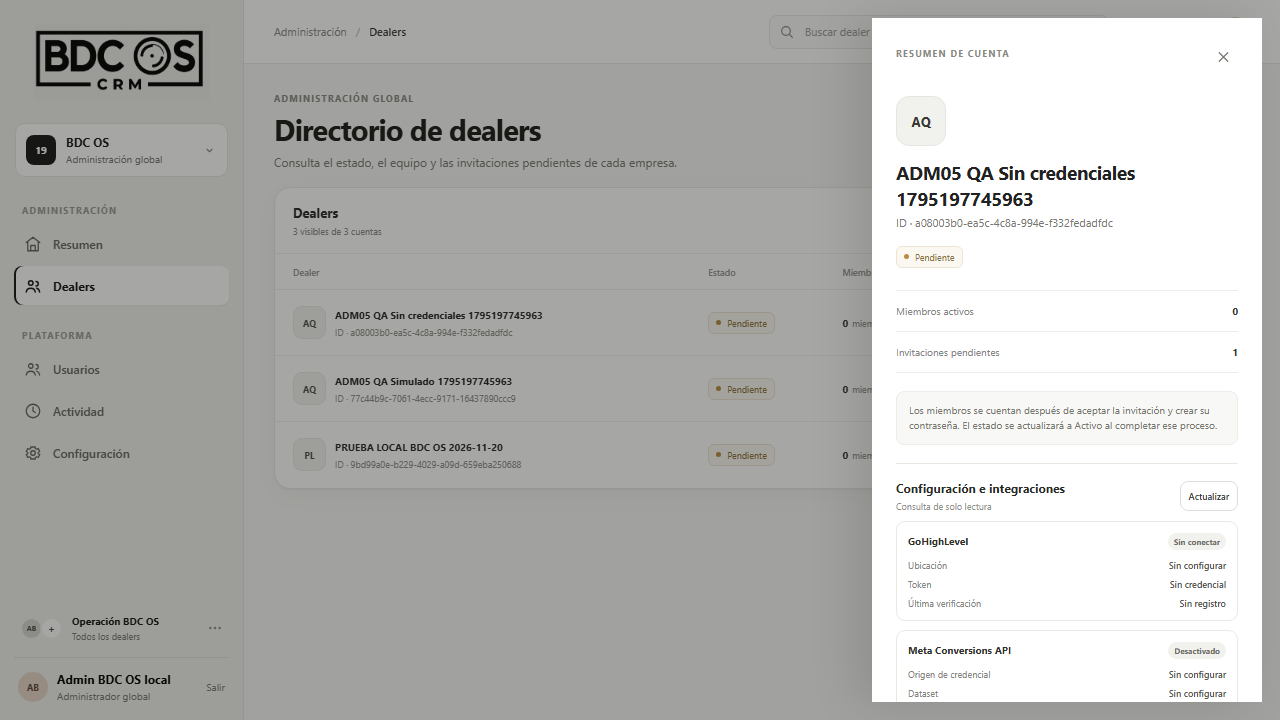 BDC OS
CRM
19
BDC OS
Administración global
ADMINISTRACIÓN
Resumen
Dealers
PLATAFORMA
Usuarios
Actividad
Configuración
AB
+
Operación BDC OS
Todos los dealers
...
AB
Admin BDC OS local
Administrador global
Salir
Administración / Dealers
Buscar dealer
ADMINISTRACIÓN GLOBAL
Directorio de dealers
Consulta el estado, el equipo y las invitaciones pendientes de cada empresa.
Dealers
3 visibles de 3 cuentas
Dealer Estado Miemb
AQ
ADM05 QA Sin credenciales 1795197745963
ID · a08003b0-ea5c-4c8a-994e-f332fedadfdc
Pendiente
0 miem
AQ
ADM05 QA Simulado 1795197745963
ID · 77c44b9c-7061-4ecc-9171-16437890ccc9
Pendiente
0 miem
PL
PRUEBA LOCAL BDC OS 2026-11-20
ID · 9bd99a0e-b229-4029-a09d-659eba250688
Pendiente
0 miem
RESUMEN DE CUENTA
AQ
ADM05 QA Sin credenciales
1795197745963
ID · a08003b0-ea5c-4c8a-994e-f332fedadfdc
Pendiente
Miembros activos 0
Invitaciones pendientes 1
Los miembros se cuentan después de aceptar la invitación y crear su
contraseña. El estado se actualizará a Activo al completar ese proceso.
Configuración e integraciones
Consulta de solo lectura
Actualizar
GoHighLevel Sin conectar
Ubicación Sin configurar
Token Sin credencial
Última verificación Sin registro
Meta Conversions API Desactivado
Origen de credencial Sin configurar
Dataset Sin configurar